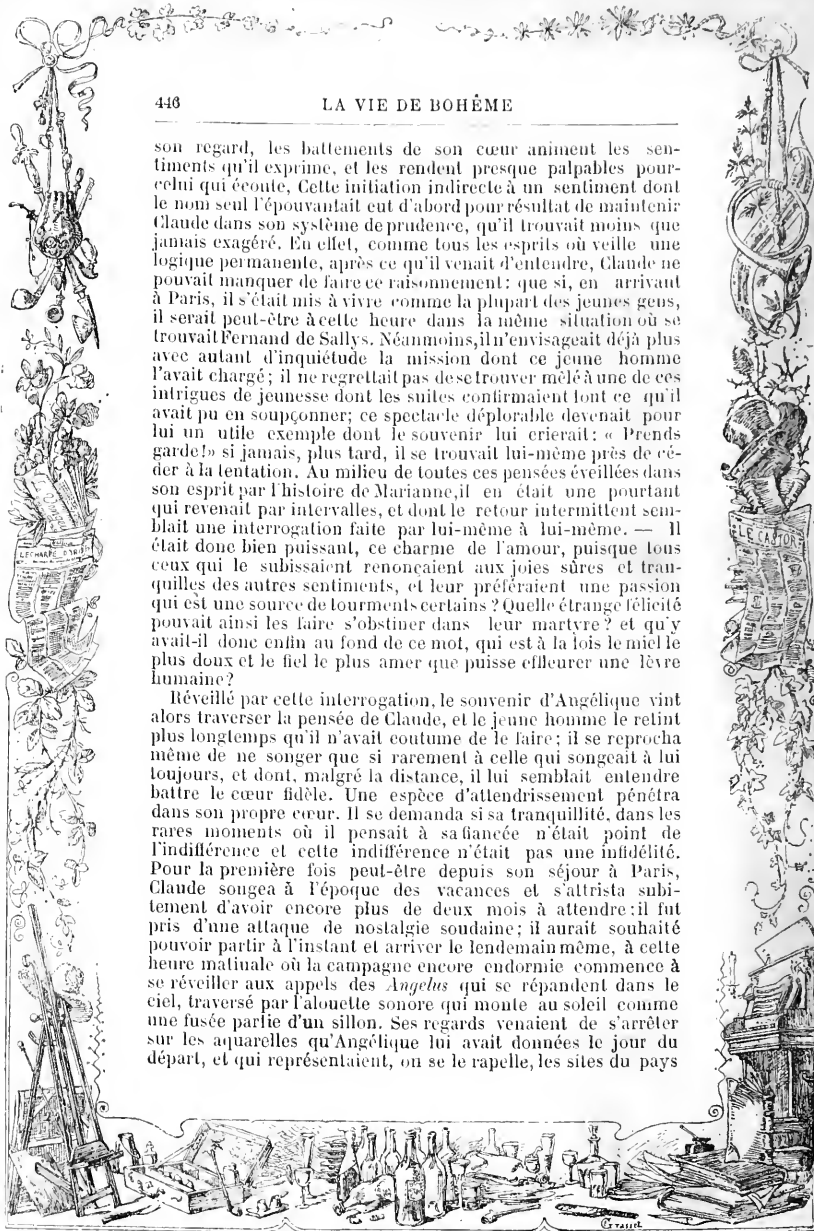 446 LA VIE DE BOHÊME
son regard, les battements de son cœur animent les sen-
timents qu'il exprime, et les rendent presque palpables pour-
celui qui écoute, Cette initiation indirecte à un sentiment dont
le nom seul l'épouvantait eut d'abord pour résultat de maintenir
Claude dans son système de prudence, qu'il trouvait moins que
jamais exagéré. En effet, comme tous les esprits où veille une
logique permanente, après ce qu'il venait d'entendre, Claude ne
pouvait manquer de faire ce raisonnement: que si, en arrivant
à Paris, il s'était mis à vivre comme la plupart des jeunes gens,
il serait peut-être à cette heure dans la même situation où se
trouvait Fernand de Sallys. Néanmoins, il n'envisageait déjà plus
avec autant d'inquiétude la mission dont ce jeune homme
l'avait chargé; il ne regrettait pas de se trouver mêlé à une de ces
intrigues de jeunesse dont les suites confirmaient tout ce qu'il
avait pu en soupçonner; ce spectacle déplorable devenait pour
lui un utile exemple dont le souvenir lui crierait: « Prends
garde!» si jamais, plus tard, il se trouvait lui-même près de cé-
der à la tentation. Au milieu de toutes ces pensées éveillées dans
son esprit par l'histoire de Marianne, il en était une pourtant
qui revenait par intervalles, et dont le retour intermittent sem-
blait une interrogation faite par lui-même à lui-même. — Il
était donc bien puissant, ce charme de l'amour, puisque tous
ceux qui le subissaient renonçaient aux joies sûres et tran-
quilles des autres sentiments, et leur préféraient une passion
qui est une source de tourments certains ? Quelle étrange félicité
pouvait ainsi les faire s'obstiner dans leur martyre ? et qu'y
avait-il donc enfin au fond de ce mot, qui est à la fois le miel le
plus doux et le fiel le plus amer que puisse effleurer une lèvre
humaine?
Réveillé par cette interrogation, le souvenir d'Angélique vint
alors traverser la pensée de Claude, et le jeune homme le retint
plus longtemps qu'il n'avait coutume de le faire; il se reprocha
même de ne songer que si rarement à celle qui songeait à lui
toujours, et dont, malgré la distance, il lui semblait entendre
battre le cœur fidèle. Une espèce d'attendrissement pénétra
dans son propre cœur. Il se demanda si sa tranquillité, dans les
rares moments où il pensait à sa fiancée n'était point de
l'indifférence et cette indifférence n'était pas une infidélité.
Pour la première fois peut-être depuis son séjour à Paris,
Claude songea à l'époque des vacances et s'attrista subi-
tement d'avoir encore plus de deux mois à attendre: il fut
pris d'une attaque de nostalgie soudaine; il aurait souhaité
pouvoir partir à l'instant et arriver le lendemain même, à cette
heure matinale où la campagne encore endormie commence à
se réveiller aux appels des Angelus qui se répandent dans le
ciel, traversé par l'alouette sonore qui monte au soleil comme
une fusée partie d'un sillon. Ses regards venaient de s'arrêter
sur les aquarelles qu'Angélique lui avait données le jour du
départ, et qui représentaient, on se le rapelle, les sites du pays
LECHARPE D'IRIS
LE CASTOR
Grasset